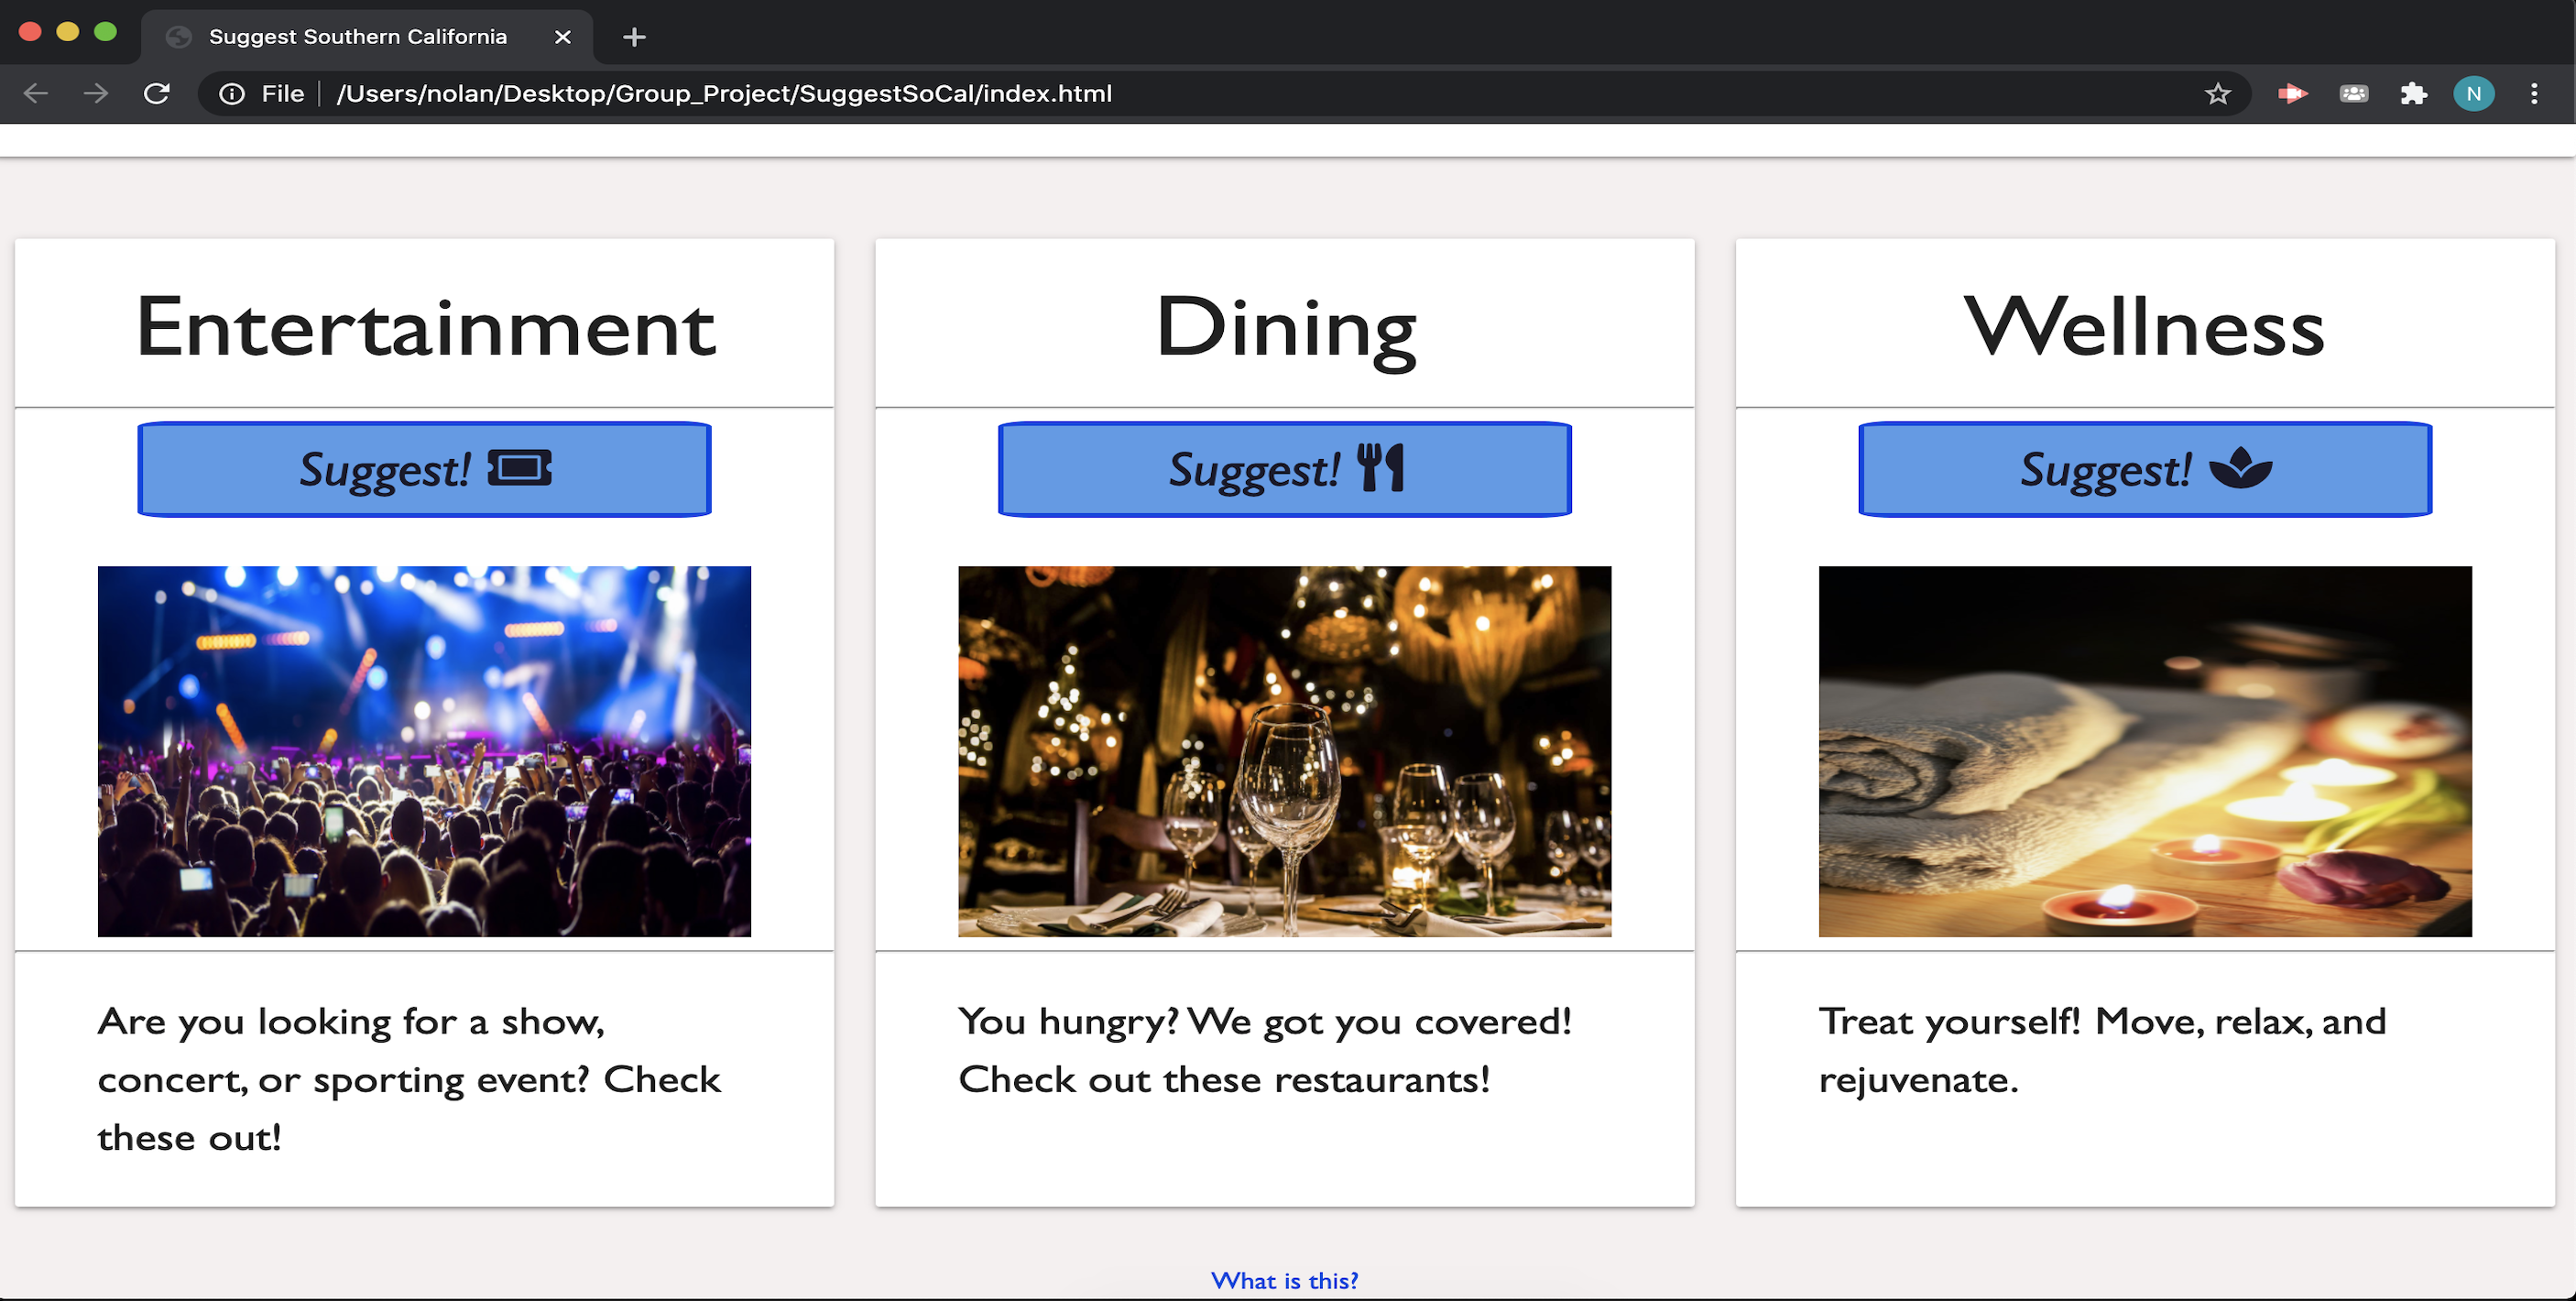 Suggest Southern California
File /Users/nolan/Desktop/Group_Project/SuggestSoCal/index.html
N
Entertainment
Suggest!
Are you looking for a show,
concert, or sporting event? Check
these out!
Dining
Suggest!
You hungry? We got you covered!
Check out these restaurants!
Wellness
Suggest!
Treat yourself! Move, relax, and
rejuvenate.
What is this?